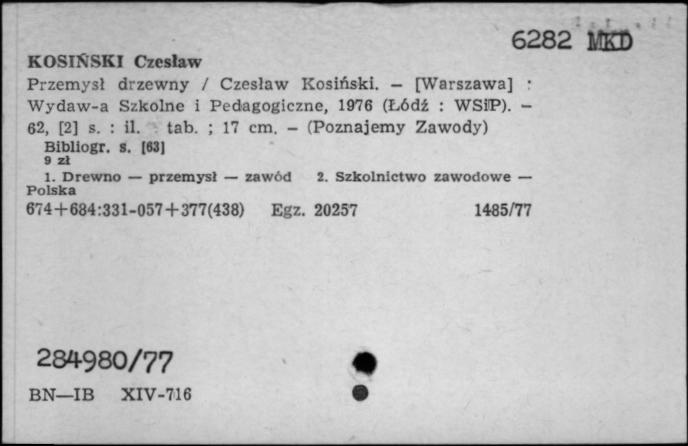 6282 MKD
KOSIŃSKI Czesław
Przemysł drzewny / Czesław Kosiński. — [Warszawa] :
Wydaw-a Szkolne i Pedagogiczne, 1976 (Łódź : WSiP). —
62, [2] s. : il. tab. ; 17 cm. — (Poznajemy Zawody)
Bibliogr. s. [63]
9 zł
1. Drewno — przemysł — zawód 2. Szkolnictwo zawodowe —
Polska
674+684:331-057+377(438) Egz. 20257 1485/77
284980/77
BN—IB XIV-716